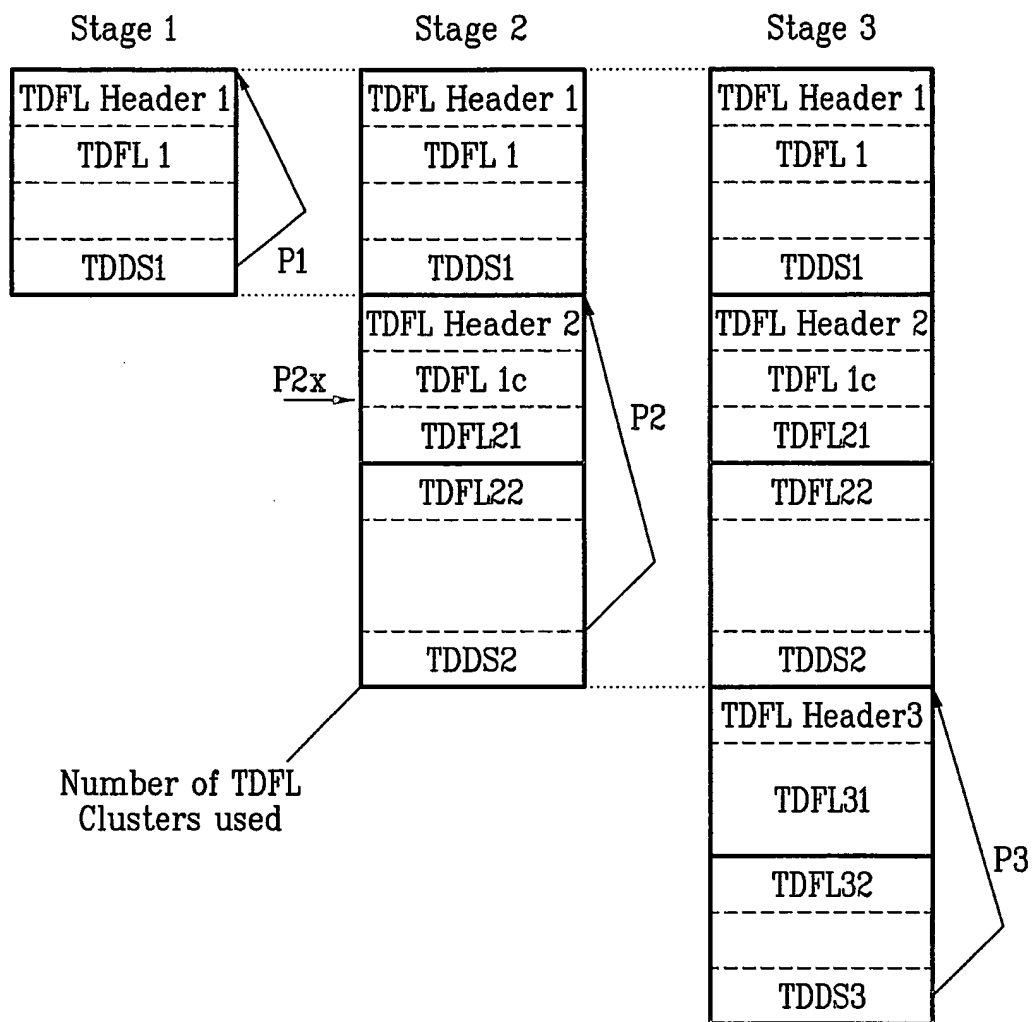 Stage 1
Stage 2
Stage 3
TDFL Header 1
TDFL 1
TDDS1
P1
TDFL Header 1
TDFL 1
TDDS1
TDFL Header 2
TDFL 1c
TDFL21
TDFL22
TDDS2
P2x
P2
Number of TDFL
Clusters used
TDFL Header 1
TDFL 1
TDDS1
TDFL Header 2
TDFL 1c
TDFL21
TDFL22
TDDS2
TDFL Header3
TDFL31
TDFL32
TDDS3
P3